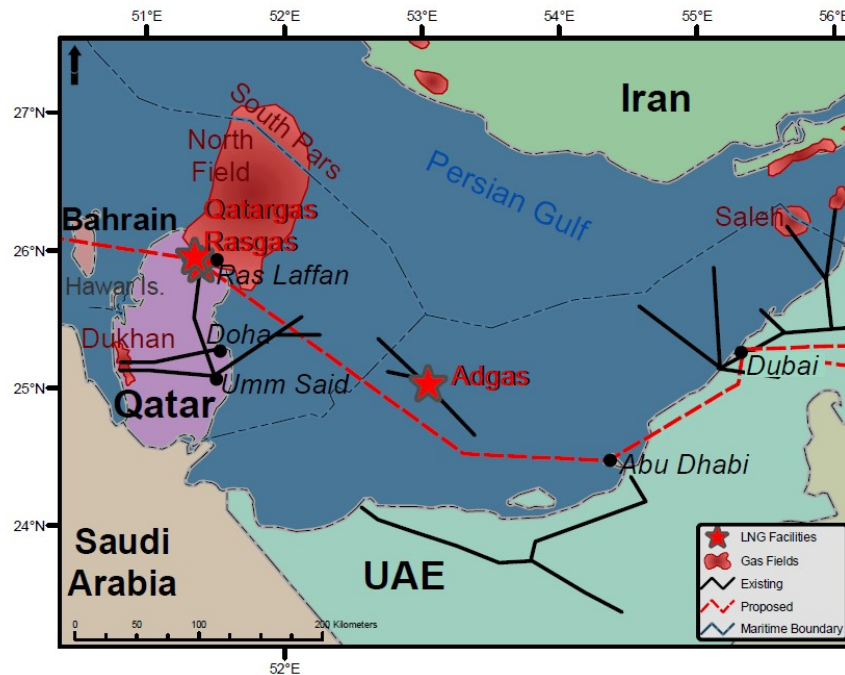 51°E
52°E
53°E
54°E
55°E
56°E
27°N
26°N
25°N
24°N
Iran
South Pars
North
Field
Persian Gulf
Qatargas
Rasgas
Bahrain
Saleh
Ras Laffan
Hawar Is.
Dukhan
Doha
Adgas
Dubai
Umm Said
Qatar
Abu Dhabi
Saudi
Arabia
UAE
LNG Facilities
Gas Fields
Existing
Proposed
Maritime Boundary
0 50 100 200 Kilometers
52°E